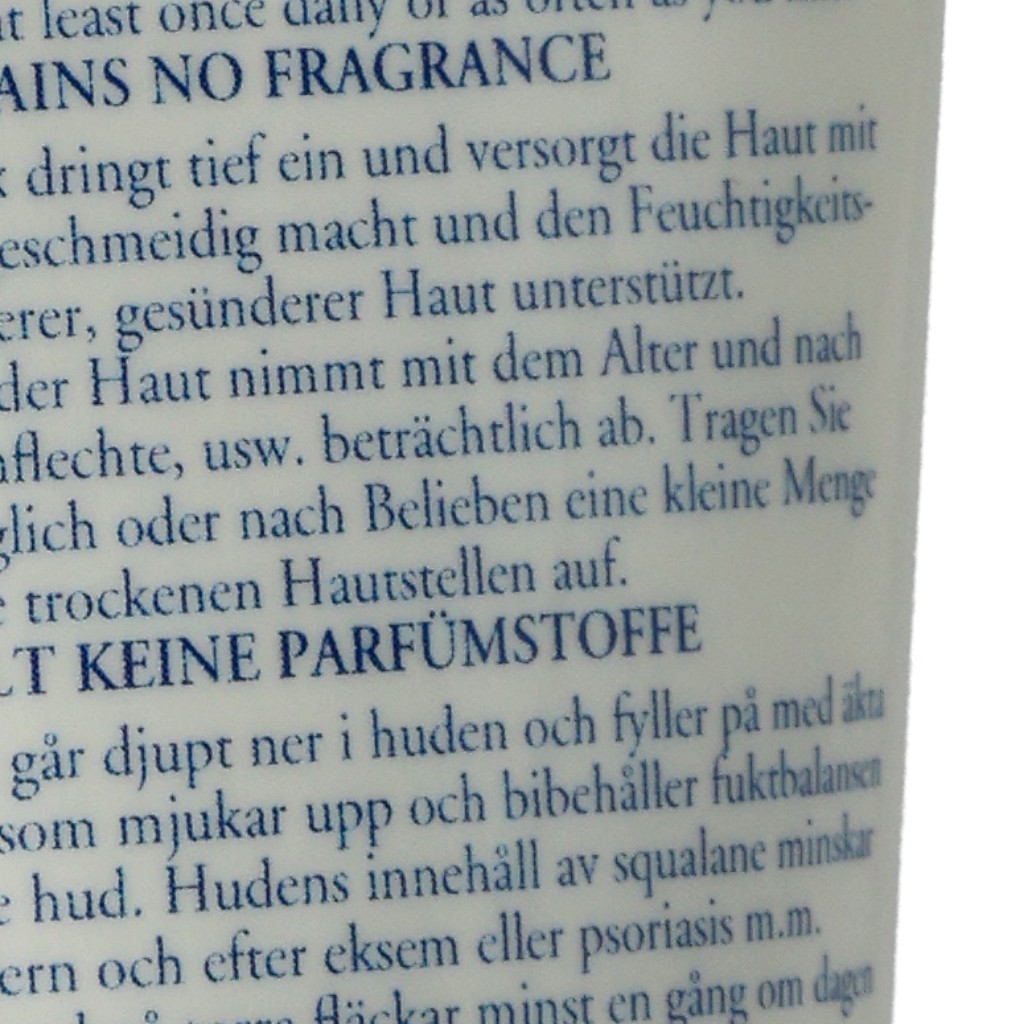 least once daily or as often as
AINS NO FRAGRANCE
dringt tief ein und versorgt die Haut mit
eschmeidig macht und den Feuchtigkeits-
erer, gesünderer Haut unterstützt.
der Haut nimmt mit dem Alter und nach
flechte, usw. beträchtlich ab. Tragen Sie
glich oder nach Belieben eine kleine Menge
trockenen Hautstellen auf.
LT KEINE PARFÜMSTOFFE
går djupt ner i huden och fyller på med äkta
som mjukar upp och bibehåller fuktbalansen
hud. Hudens innehåll av squalane minskar
ern och efter eksem eller psoriasis m.m.
fläckar minst en gång om dagen